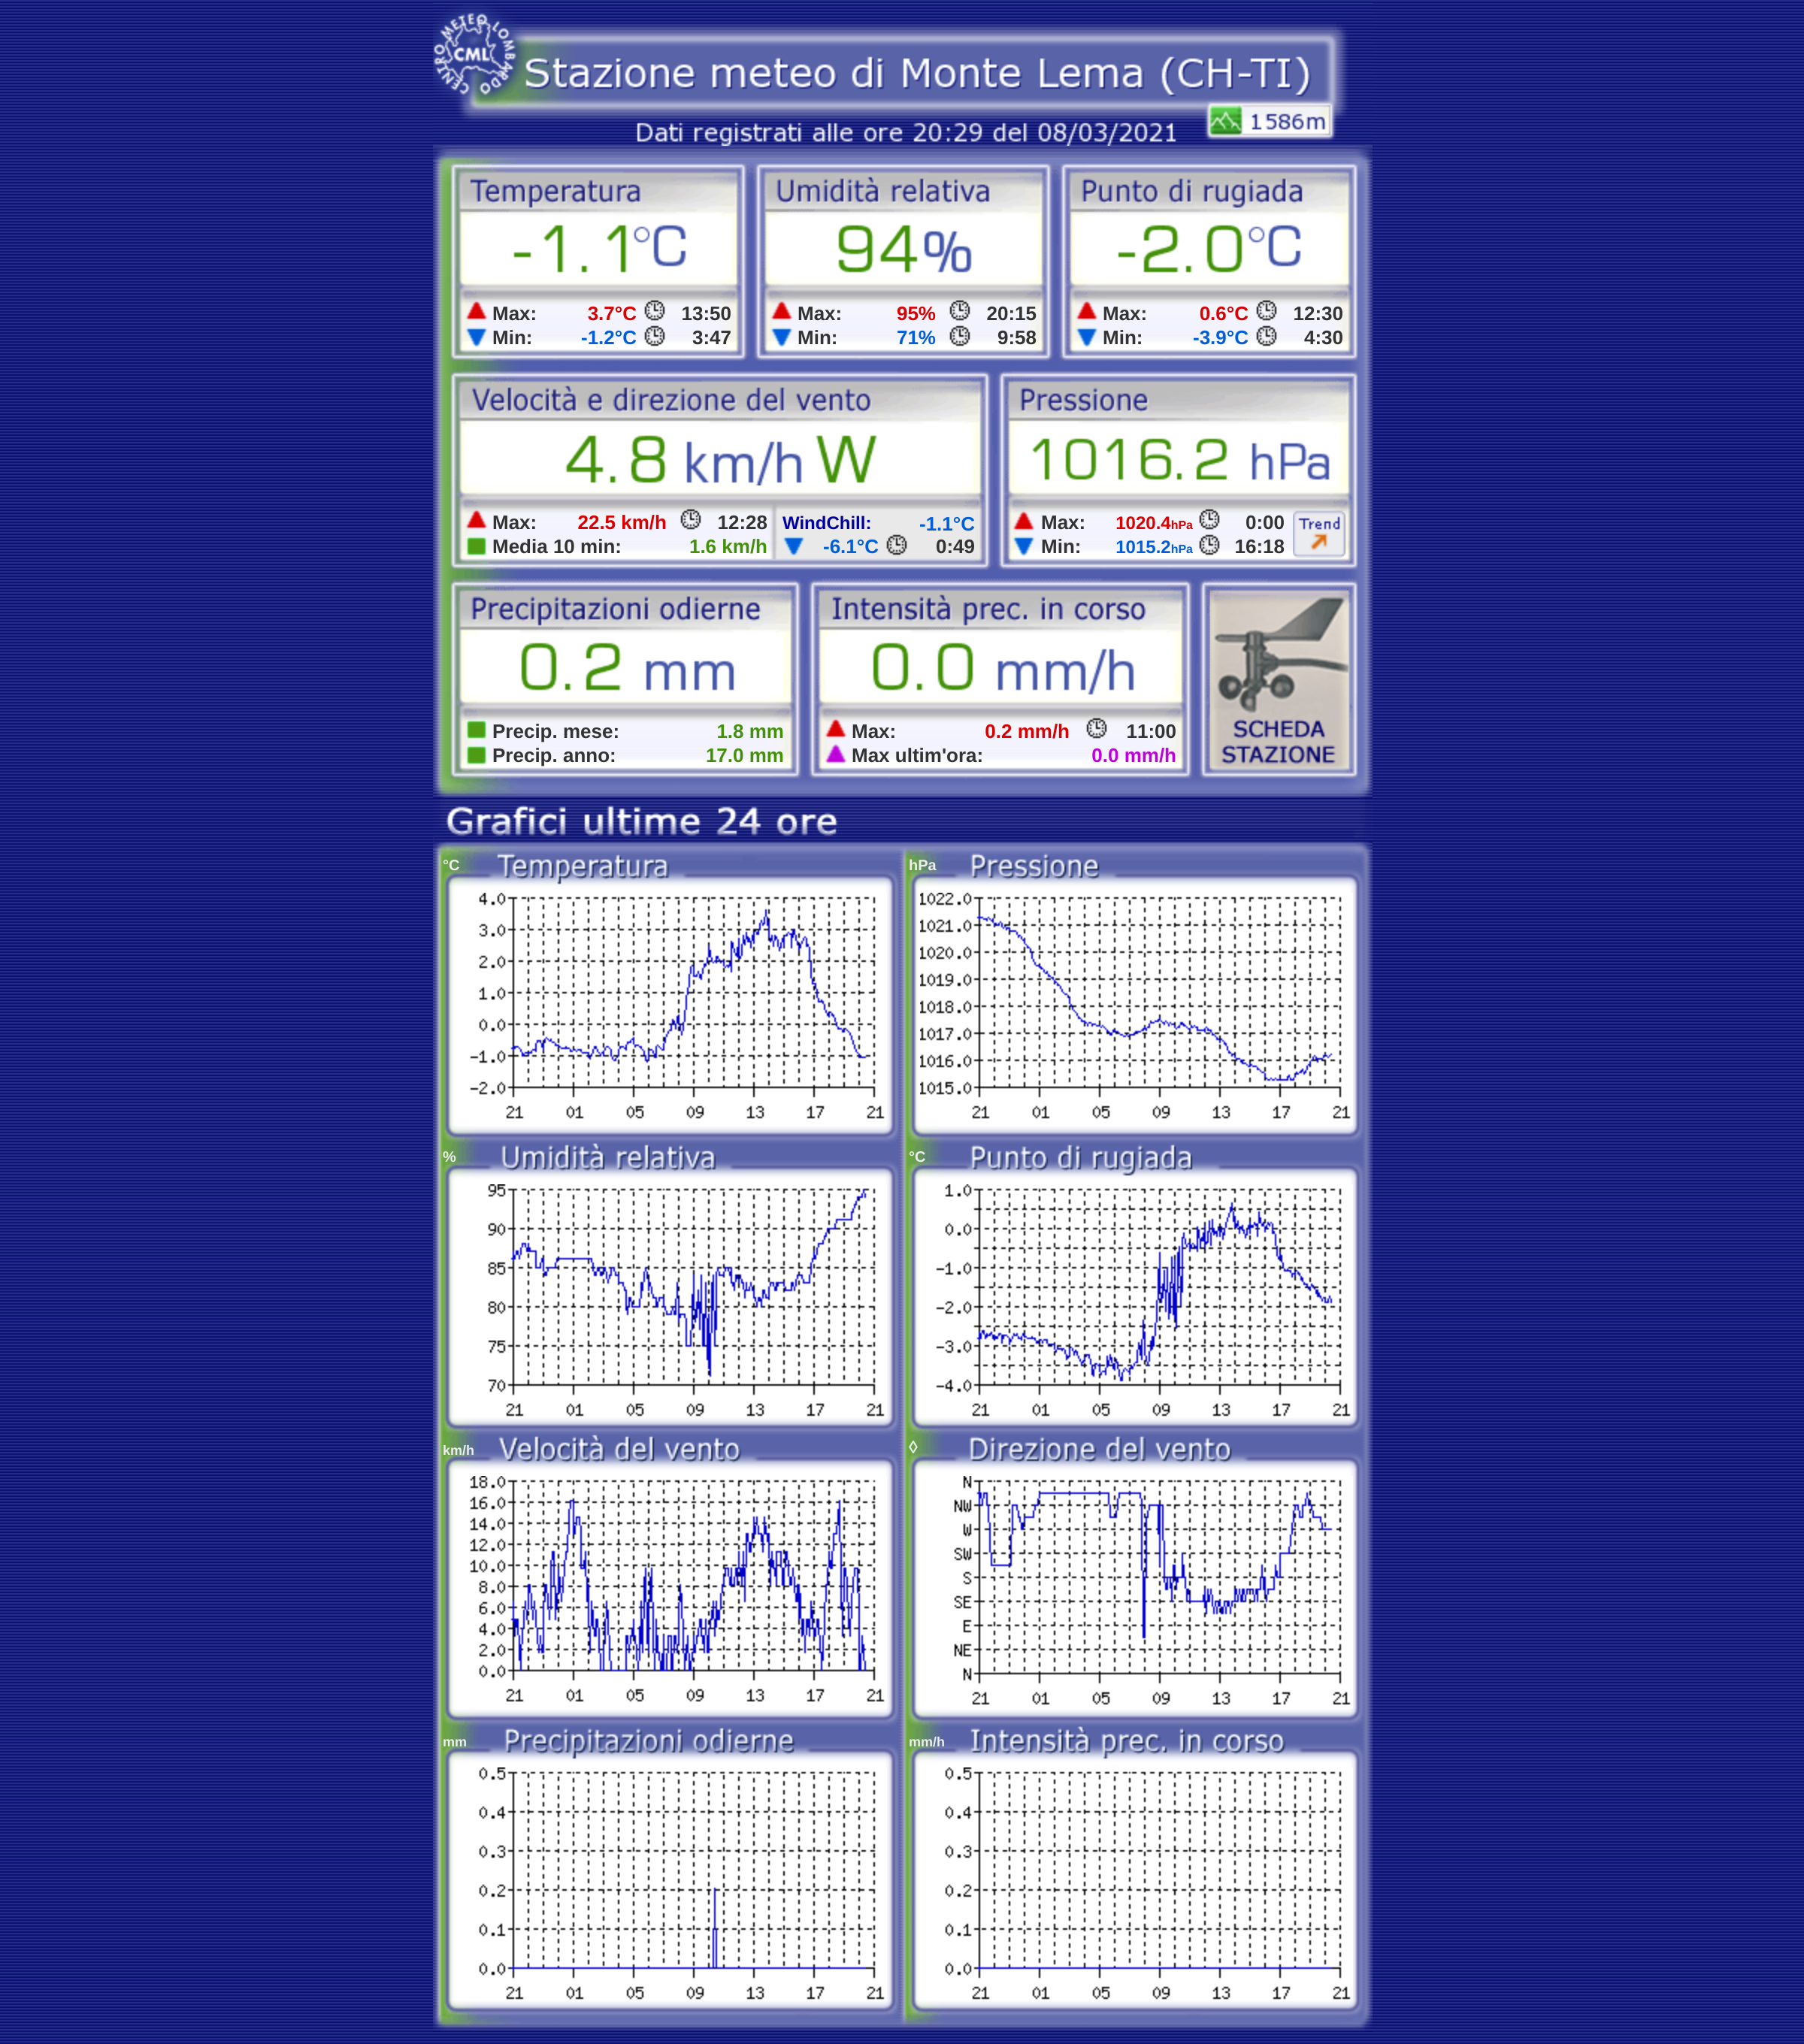 CENTRO METEO LOMBARDO
CML
Stazione meteo di Monte Lema (CH-TI)
1586m
Dati registrati alle ore 20:29 del 08/03/2021
Temperatura Umidità relativa Punto di rugiada
-1.1°C 94% -2.0°C
Max: 3.7°C 13:50 Max: 95% 20:15 Max: 0.6°C 12:30
Min: -1.2°C 3:47 Min: 71% 9:58 Min: -3.9°C 4:30
Velocità e direzione del vento Pressione
4.8 km/h W 1016.2 hPa
Max: 22.5 km/h 12:28 WindChill: -1.1°C Max: 1020.4hPa 0:00 Trend
Media 10 min: 1.6 km/h -6.1°C 0:49 Min: 1015.2hPa 16:18
Precipitazioni odierne Intensità prec. in corso
0.2 mm 0.0 mm/h
Precip. mese: 1.8 mm Max: 0.2 mm/h 11:00 SCHEDA
Precip. anno: 17.0 mm Max ultim'ora: 0.0 mm/h STAZIONE
Grafici ultime 24 ore
°C Temperatura
4.0
3.0
2.0
1.0
0.0
-1.0
-2.0
21 01 05 09 13 17 21
hPa Pressione
1022.0
1021.0
1020.0
1019.0
1018.0
1017.0
1016.0
1015.0
21 01 05 09 13 17 21
% Umidità relativa
95
90
85
80
75
70
21 01 05 09 13 17 21
°C Punto di rugiada
1.0
0.0
-1.0
-2.0
-3.0
-4.0
21 01 05 09 13 17 21
km/h Velocità del vento
18.0
16.0
14.0
12.0
10.0
8.0
6.0
4.0
2.0
0.0
21 01 05 09 13 17 21
◊ Direzione del vento
N
NW
W
SW
S
SE
E
NE
N
21 01 05 09 13 17 21
mm Precipitazioni odierne
0.5
0.4
0.3
0.2
0.1
0.0
21 01 05 09 13 17 21
mm/h Intensità prec. in corso
0.5
0.4
0.3
0.2
0.1
0.0
21 01 05 09 13 17 21